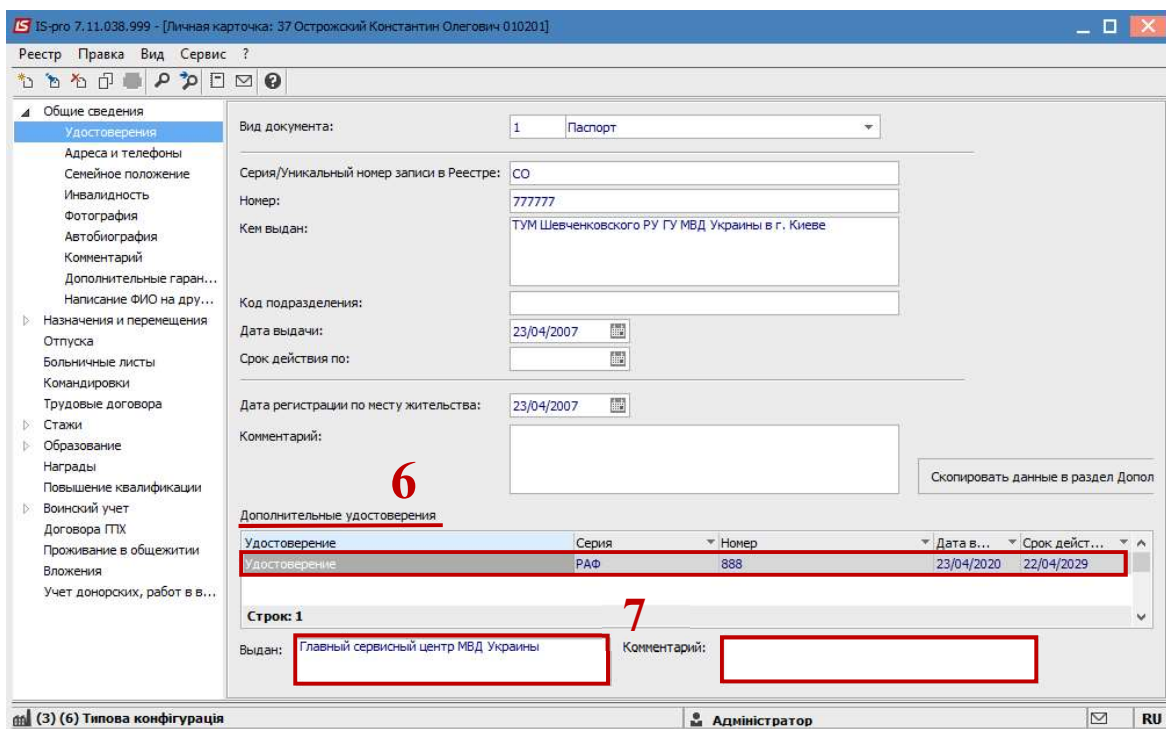 IS-pro 7.11.038.999 - [Личная карточка: 37 Острожский Константин Олегович 010201]
Реестр Правка Вид Сервис ?
Общие сведения
Удостоверения
Адреса и телефоны
Семейное положение
Инвалидность
Фотография
Автобиография
Комментарий
Дополнительные гаран...
Написание ФИО на дру...
Назначения и перемещения
Отпуска
Больничные листы
Командировки
Трудовые договора
Стажи
Образование
Награды
Повышение квалификации
Воинский учет
Договора ГПХ
Проживание в общежитии
Вложения
Учет донорских, работ в в...
Вид документа: 1 Паспорт
Серия/Уникальный номер записи в Реестре: СО
Номер: 777777
Кем выдан: ТУМ Шевченковского РУ ГУ МВД Украины в г. Киеве
Код подразделения:
Дата выдачи: 23/04/2007
Срок действия по:
Дата регистрации по месту жительства: 23/04/2007
Комментарий:
Скопировать данные в раздел Допол
6
Дополнительные удостоверения
Удостоверение Серия Номер Дата в... Срок дейст...
Удостоверение РАФ 888 23/04/2020 22/04/2029
Строк: 1
7
Выдан: Главный сервисный центр МВД Украины Комментарий:
(3) (6) Типова конфігурація Адміністратор RU